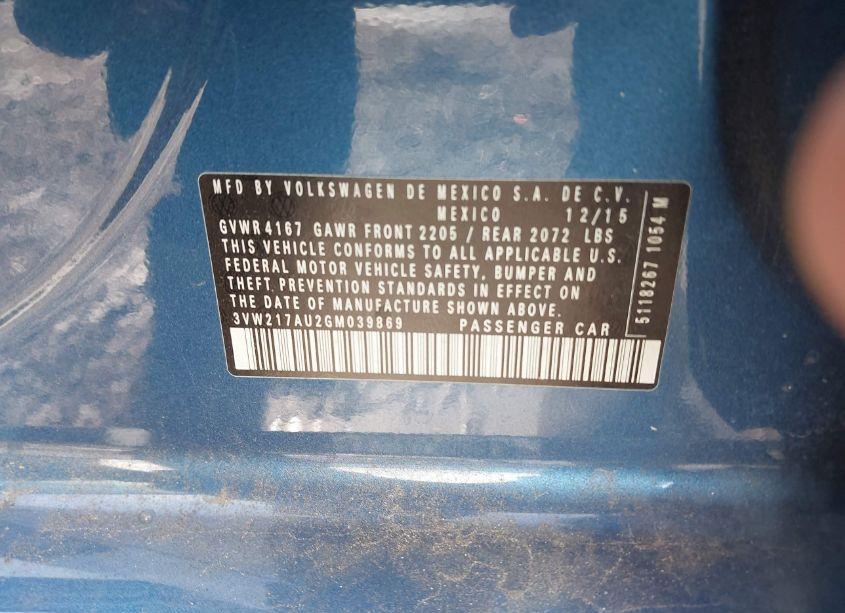 MFD BY VOLKSWAGEN DE MEXICO S.A. DE C.V.
MEXICO 12/15
GVWR 4167 GAWR FRONT 2205 / REAR 2072 LBS
THIS VEHICLE CONFORMS TO ALL APPLICABLE U.S.
FEDERAL MOTOR VEHICLE SAFETY, BUMPER AND
THEFT PREVENTION STANDARDS IN EFFECT ON
THE DATE OF MANUFACTURE SHOWN ABOVE.
3VW217AU2GM039869 PASSENGER CAR
5118267 1054 M